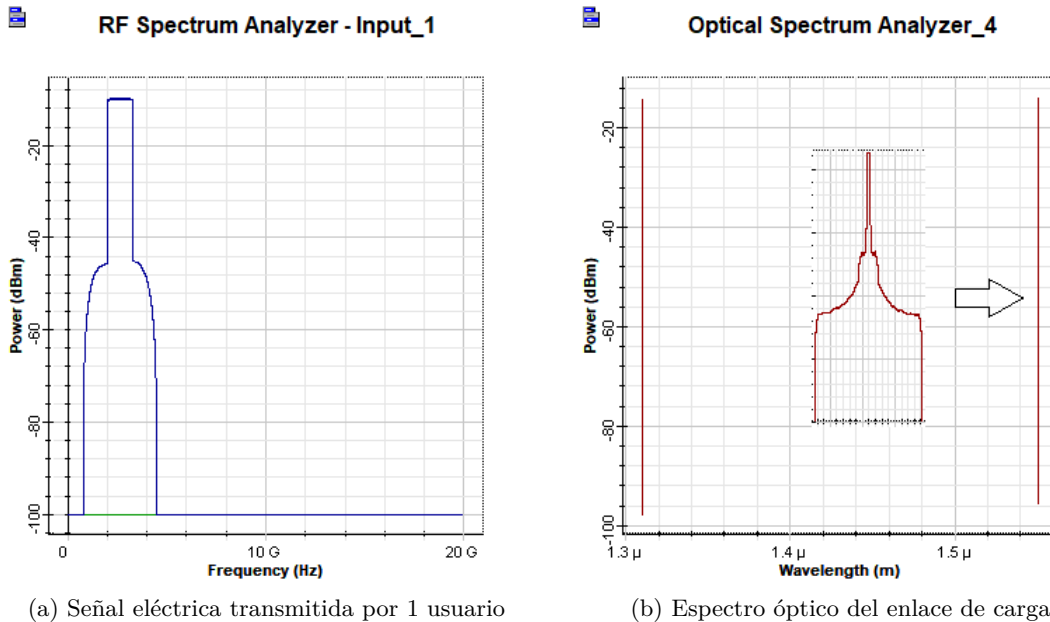 RF Spectrum Analyzer - Input_1
Optical Spectrum Analyzer_4
Power (dBm)
-20
-40
-60
-80
-100
0
10 G
20 G
Frequency (Hz)
Power (dBm)
-20
-40
-60
-80
-100
1.3 µ
1.4 µ
1.5 µ
Wavelength (m)
(a) Señal eléctrica transmitida por 1 usuario
(b) Espectro óptico del enlace de carga